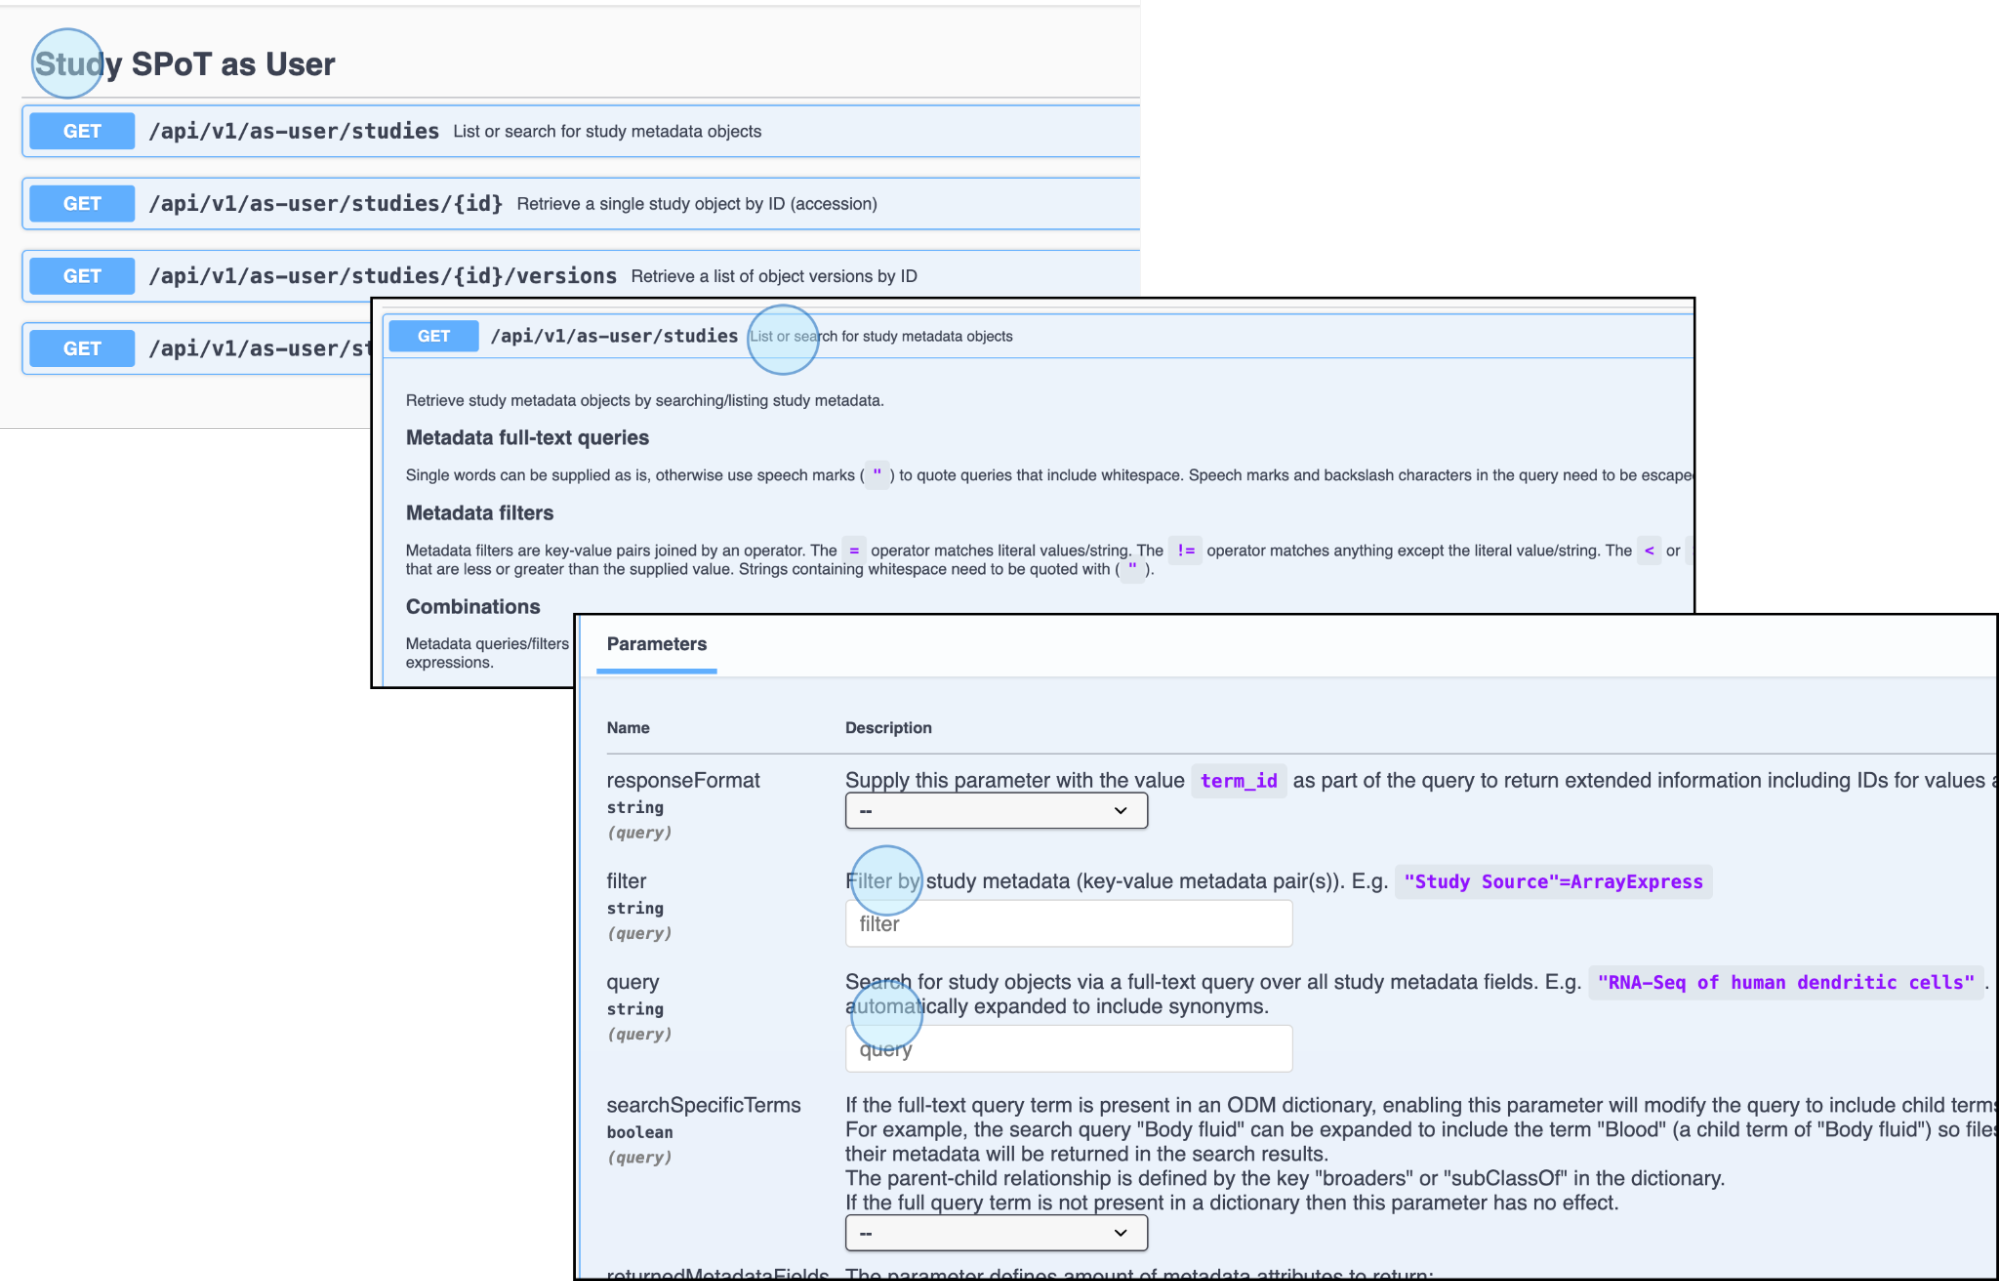 Study SPoT as User
GET /api/v1/as-user/studies List or search for study metadata objects
GET /api/v1/as-user/studies/{id} Retrieve a single study object by ID (accession)
GET /api/v1/as-user/studies/{id}/versions Retrieve a list of object versions by ID
GET /api/v1/as-user/st
GET /api/v1/as-user/studies List or search for study metadata objects
Retrieve study metadata objects by searching/listing study metadata.
Metadata full-text queries
Single words can be supplied as is, otherwise use speech marks ( " ) to quote queries that include whitespace. Speech marks and backslash characters in the query need to be escape
Metadata filters
Metadata filters are key-value pairs joined by an operator. The = operator matches literal values/string. The != operator matches anything except the literal value/string. The < or
that are less or greater than the supplied value. Strings containing whitespace need to be quoted with ( " ).
Combinations
Metadata queries/filters
expressions.
Parameters
Name Description
responseFormat Supply this parameter with the value term_id as part of the query to return extended information including IDs for values
string
--
(query)
filter Filter by study metadata (key-value metadata pair(s)). E.g. "Study Source"=ArrayExpress
string
filter
(query)
query Search for study objects via a full-text query over all study metadata fields. E.g. "RNA-Seq of human dendritic cells" .
string automatically expanded to include synonyms.
(query)
query
searchSpecificTerms If the full-text query term is present in an ODM dictionary, enabling this parameter will modify the query to include child terms
boolean For example, the search query "Body fluid" can be expanded to include the term "Blood" (a child term of "Body fluid") so files
(query) their metadata will be returned in the search results.
The parent-child relationship is defined by the key "broaders" or "subClassOf" in the dictionary.
If the full query term is not present in a dictionary then this parameter has no effect.
--
returnedMetadataFields The parameter defines amount of metadata attributes to return: